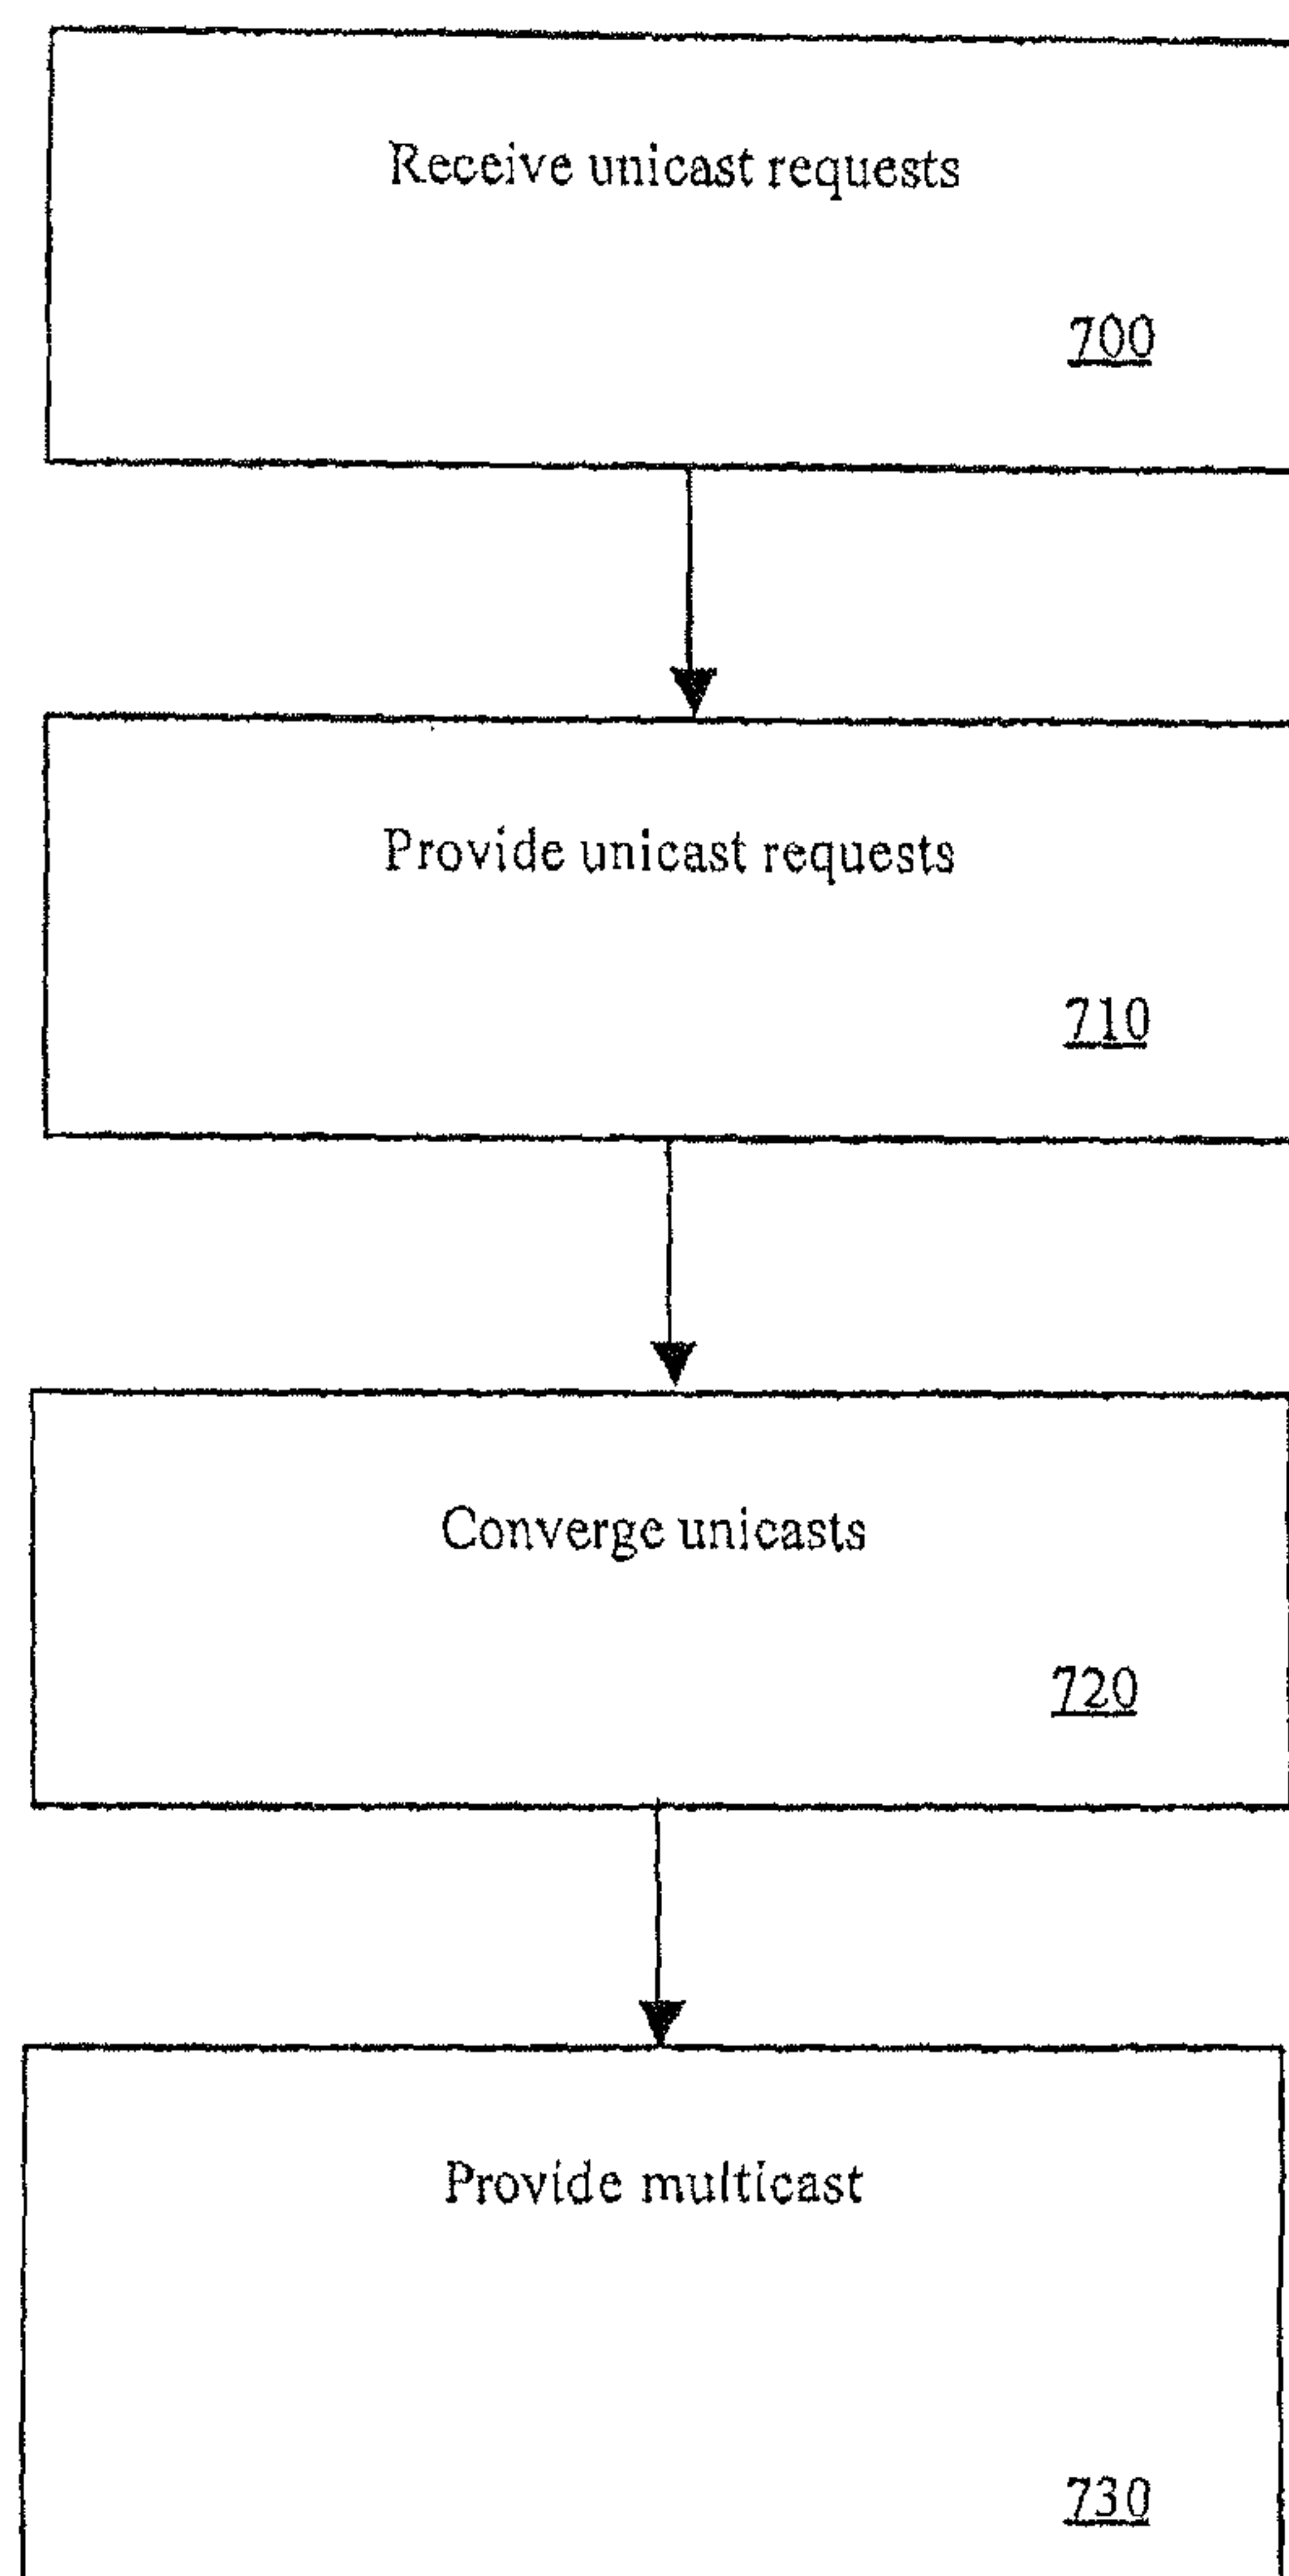 Receive unicast requests
700
Provide unicast requests
710
Converge unicasts
720
Provide multicast
730